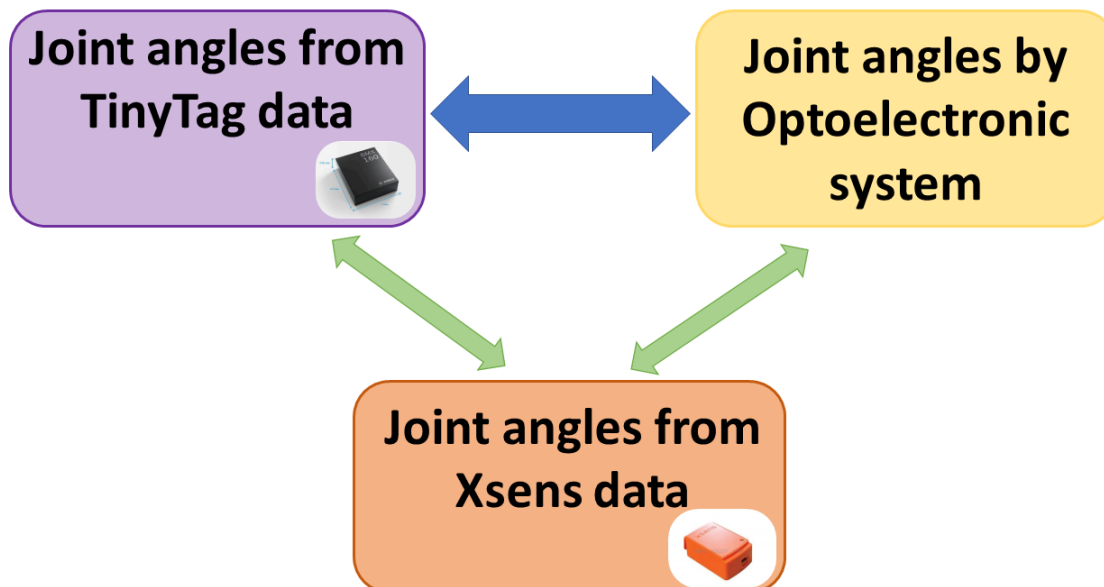 Joint angles from
TinyTag data
Joint angles by
Optoelectronic
system
Joint angles from
Xsens data